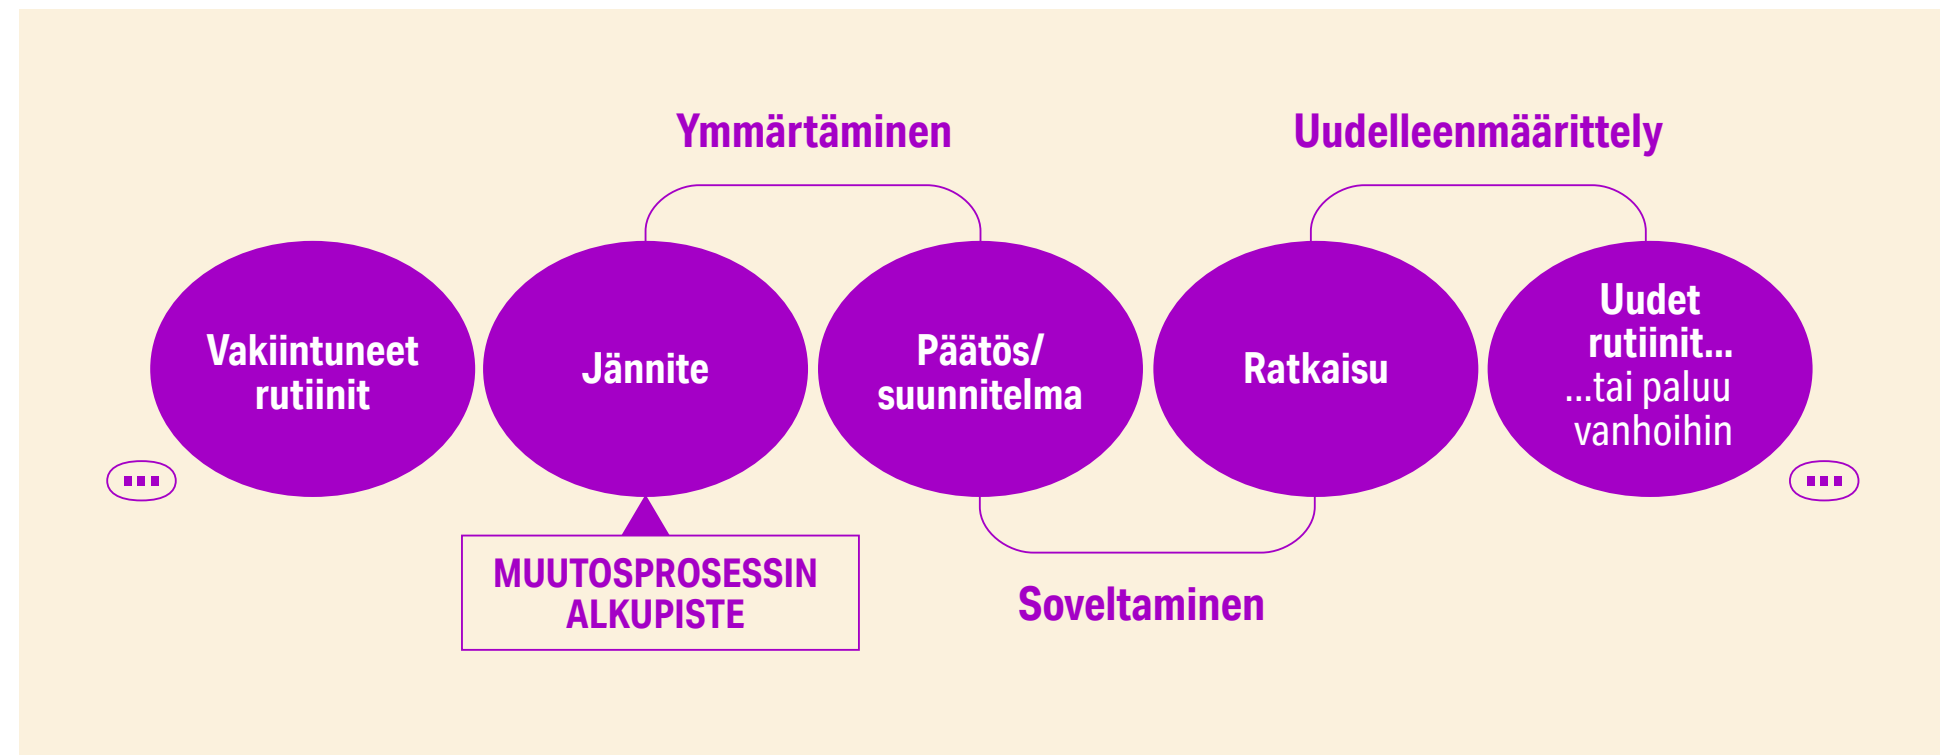 Ymmärtäminen
Uudelleenmäärittely
Vakiintuneet
rutiinit
Jännite
Päätös/
suunnitelma
Ratkaisu
Uudet
rutiinit...
...tai paluu
vanhoihin
MUUTOSPROSESSIN
ALKUPISTE
Soveltaminen